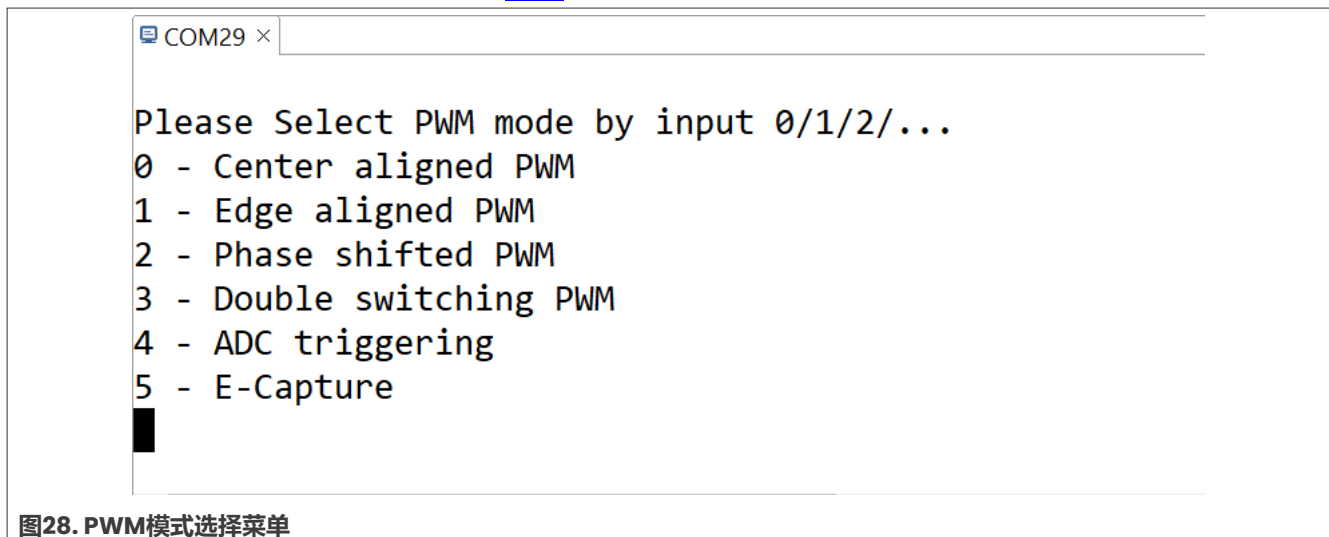 COM29
Please Select PWM mode by input 0/1/2/...
0 - Center aligned PWM
1 - Edge aligned PWM
2 - Phase shifted PWM
3 - Double switching PWM
4 - ADC triggering
5 - E-Capture
图28. PWM模式选择菜单